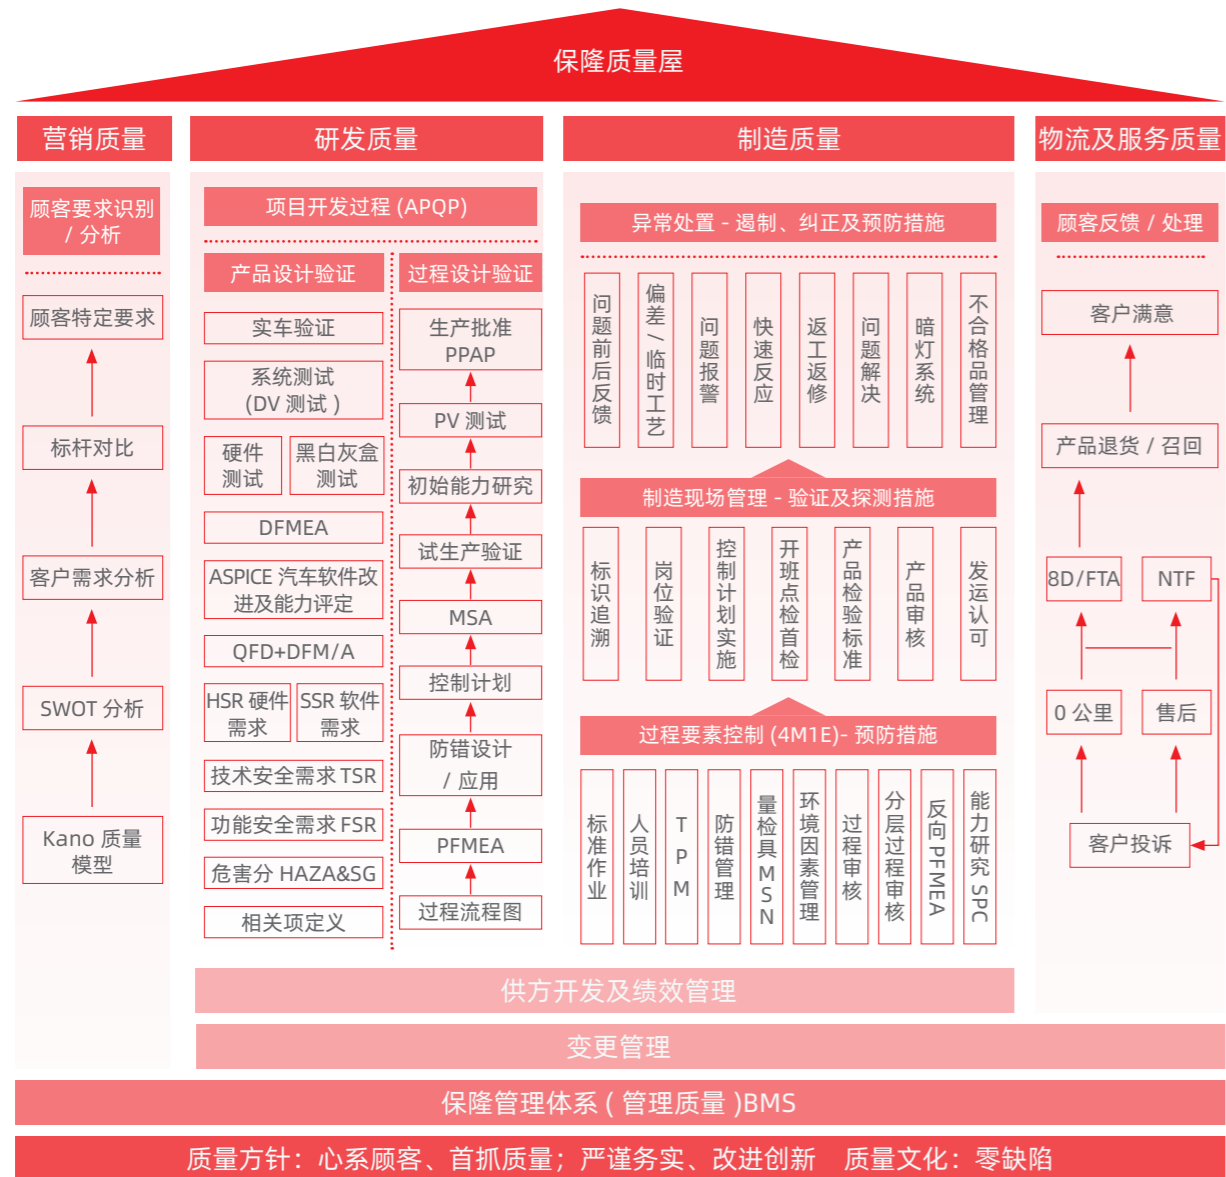 保隆质量屋
营销质量
顾客要求识别
/ 分析
顾客特定要求
标杆对比
客户需求分析
SWOT 分析
Kano 质量
模型
研发质量
项目开发过程 (APQP)
产品设计验证
实车验证
系统测试
(DV 测试 )
硬件
测试
黑白灰盒
测试
DFMEA
ASPICE 汽车软件改
进及能力评定
QFD+DFM/A
HSR 硬件
需求
SSR 软件
需求
技术安全需求 TSR
功能安全需求 FSR
危害分 HAZA&SG
相关项定义
过程设计验证
生产批准
PPAP
PV 测试
初始能力研究
试生产验证
MSA
控制计划
防错设计
/ 应用
PFMEA
过程流程图
制造质量
异常处置 - 遏制、纠正及预防措施
问题前后反馈
偏差 / 临时工艺
问题报警
快速反应
返工返修
问题解决
暗灯系统
不合格品管理
制造现场管理 - 验证及探测措施
标识追溯
岗位验证
控制计划实施
开班点检首检
产品检验标准
产品审核
发运认可
过程要素控制 (4M1E)- 预防措施
标准作业
人员培训
TPM
防错管理
量检具 MSN
环境因素管理
过程审核
分层过程审核
反向 PFMEA
能力研究 SPC
物流及服务质量
顾客反馈 / 处理
客户满意
产品退货 / 召回
8D/FTA
NTF
0 公里
售后
客户投诉
供方开发及绩效管理
变更管理
保隆管理体系 ( 管理质量 )BMS
质量方针：心系顾客、首抓质量；严谨务实、改进创新　质量文化：零缺陷